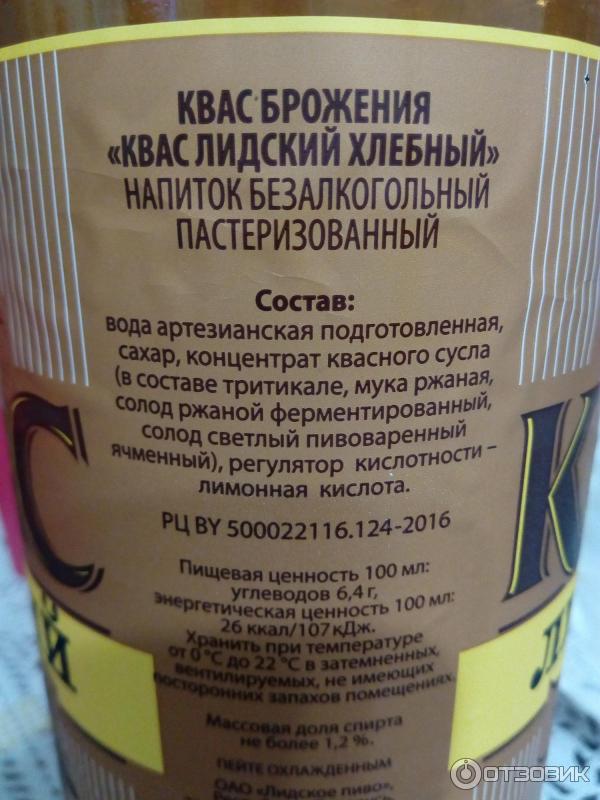 КВАС БРОЖЕНИЯ
«КВАС ЛИДСКИЙ ХЛЕБНЫЙ»
НАПИТОК БЕЗАЛКОГОЛЬНЫЙ
ПАСТЕРИЗОВАННЫЙ
Состав:
вода артезианская подготовленная,
сахар, концентрат квасного сусла
(в составе тритикале, мука ржаная,
солод ржаной ферментированный,
солод светлый пивоваренный
ячменный), регулятор кислотности –
лимонная кислота.
РЦ BY 500022116.124-2016
Пищевая ценность 100 мл:
углеводов 6,4 г,
энергетическая ценность 100 мл:
26 ккал/107 кДж.
Хранить при температуре
от 0 °С до 22 °С в затемненных,
вентилируемых, не имеющих
посторонних запахов помещениях.
Массовая доля спирта
не более 1,2 %.
ПЕЙТЕ ОХЛАЖДЕННЫМ
ОАО «Лидское пиво»,
С
К
ОТЗОВИК